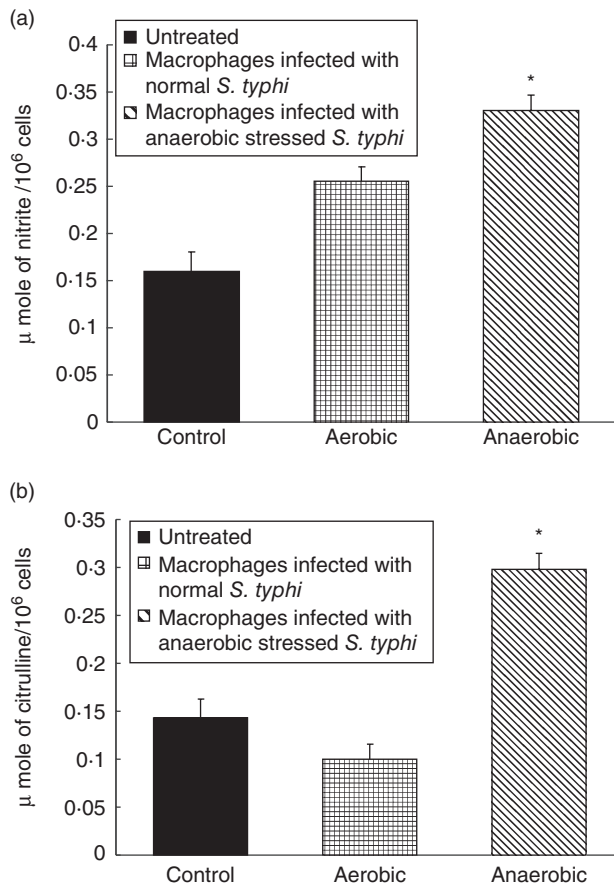 (a)
0·4
0·35
0·3
0·25
0·2
0·15
0·1
0·05
0
μ mole of nitrite /10⁶ cells
Untreated
Macrophages infected with
normal S. typhi
Macrophages infected with
anaerobic stressed S. typhi
*
Control Aerobic Anaerobic
(b)
0·35
0·3
0·25
0·2
0·15
0·1
0·05
0
μ mole of citrulline/10⁶ cells
Untreated
Macrophages infected with
normal S. typhi
Macrophages infected with
anaerobic stressed S. typhi
*
Control Aerobic Anaerobic